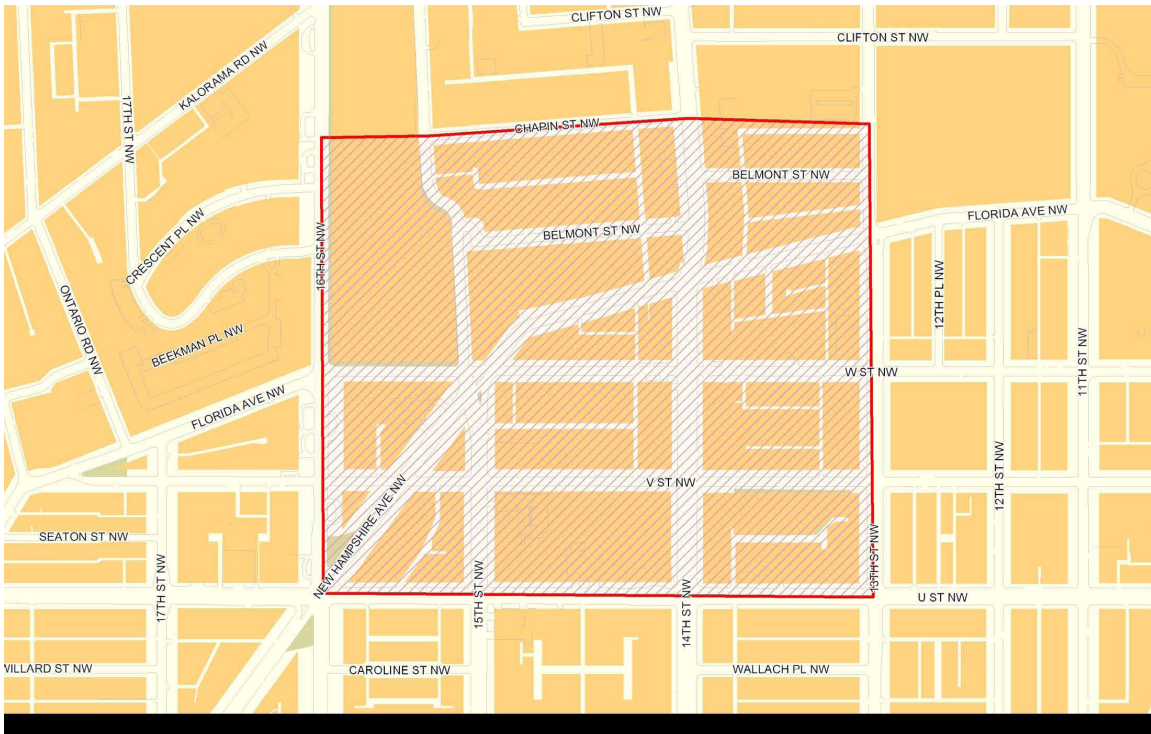 CLIFTON ST NW
CLIFTON ST NW
KALORAMA RD NW
17TH ST NW
CHAPIN ST NW
BELMONT ST NW
CRESCENT PL NW
FLORIDA AVE NW
BELMONT ST NW
16TH ST NW
12TH PL NW
ONTARIO RD NW
BEEKMAN PL NW
11TH ST NW
W ST NW
FLORIDA AVE NW
12TH ST NW
V ST NW
NEW HAMPSHIRE AVE NW
SEATON ST NW
13TH ST NW
17TH ST NW
15TH ST NW
14TH ST NW
U ST NW
WILLARD ST NW
CAROLINE ST NW
WALLACH PL NW